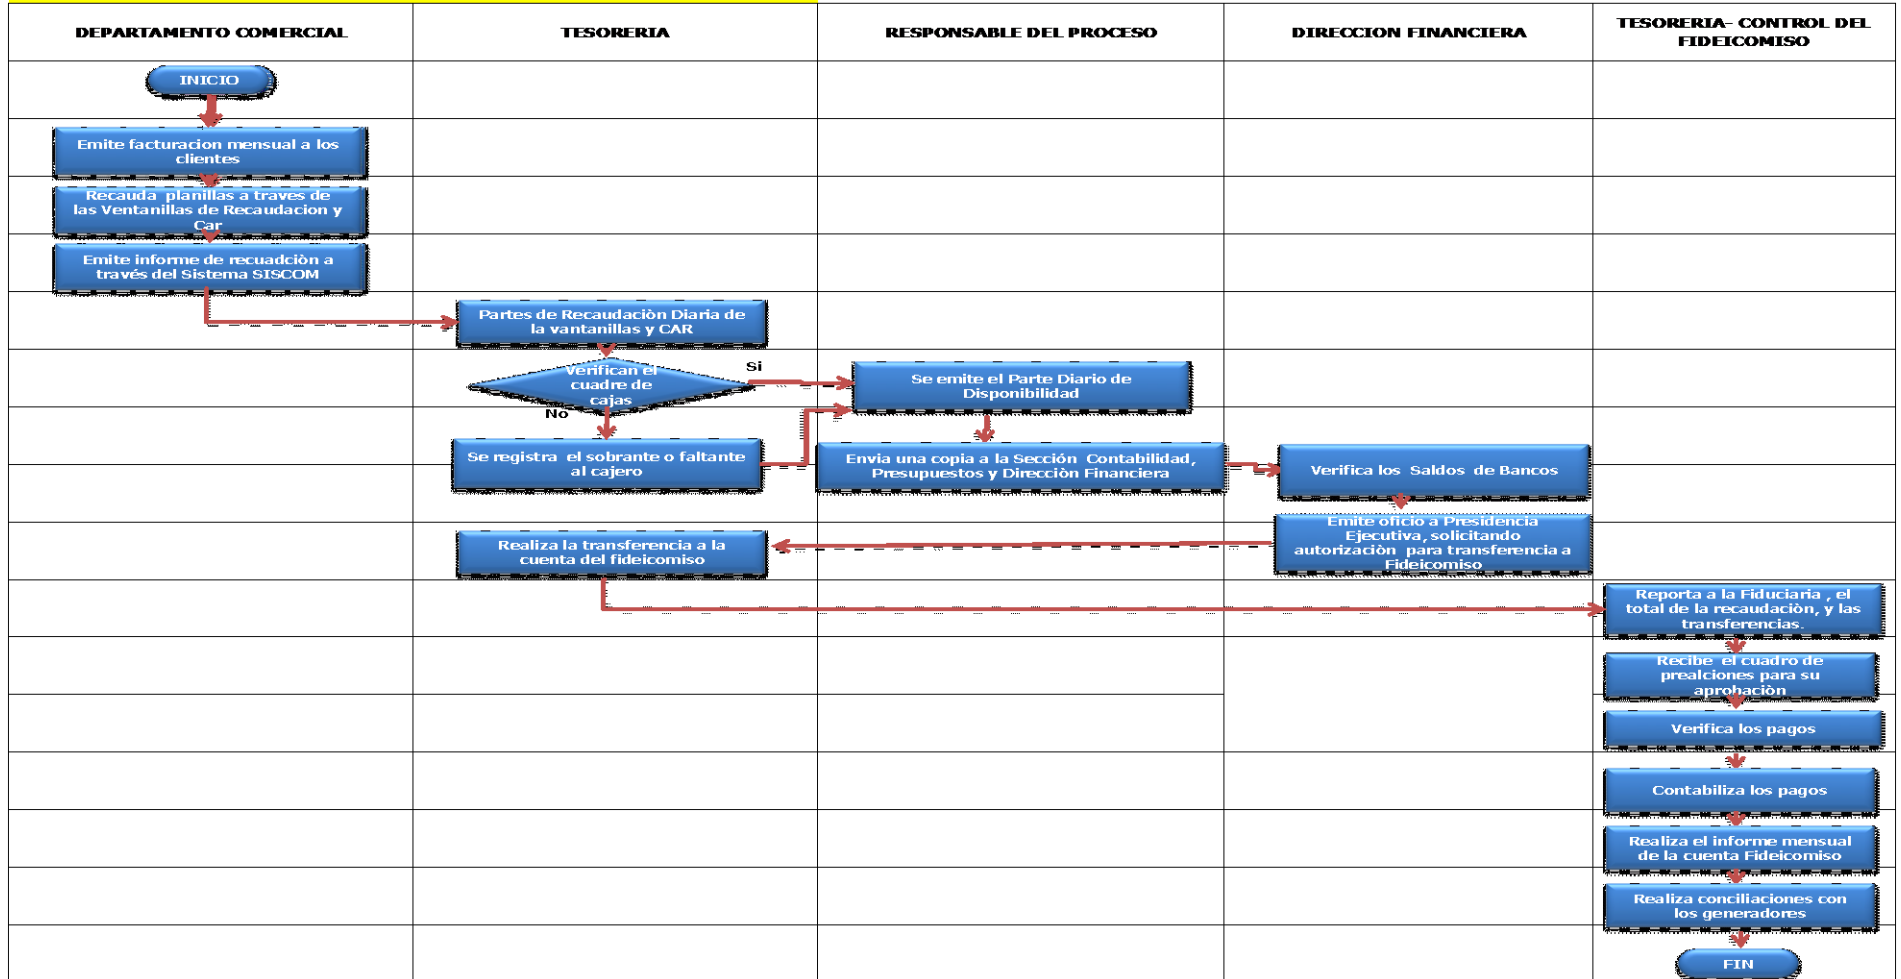 DEPARTAMENTO COMERCIAL
TESORERIA
RESPONSABLE DEL PROCESO
DIRECCION FINANCIERA
TESORERIA- CONTROL DEL
FIDEICOMISO
INICIO
Emite facturacion mensual a los
clientes
Recauda planillas a traves de
las Ventanillas de Recaudacion y
Car
Emite informe de recuadciòn a
través del Sistema SISCOM
Partes de Recaudaciòn Diaria de
la vantanillas y CAR
Verifican el
cuadre de
cajas
Si
No
Se emite el Parte Diario de
Disponibilidad
Se registra el sobrante o faltante
al cajero
Envia una copia a la Sección Contabilidad,
Presupuestos y Direcciòn Financiera
Verifica los Saldos de Bancos
Emite oficio a Presidencia
Ejecutiva, solicitando
autorizaciòn para transferencia a
Fideicomiso
Realiza la transferencia a la
cuenta del fideicomiso
Reporta a la Fiduciaria , el
total de la recaudaciòn, y las
transferencias.
Recibe el cuadro de
prealciones para su
aprobaciòn
Verifica los pagos
Contabiliza los pagos
Realiza el informe mensual
de la cuenta Fideicomiso
Realiza conciliaciones con
los generadores
FIN